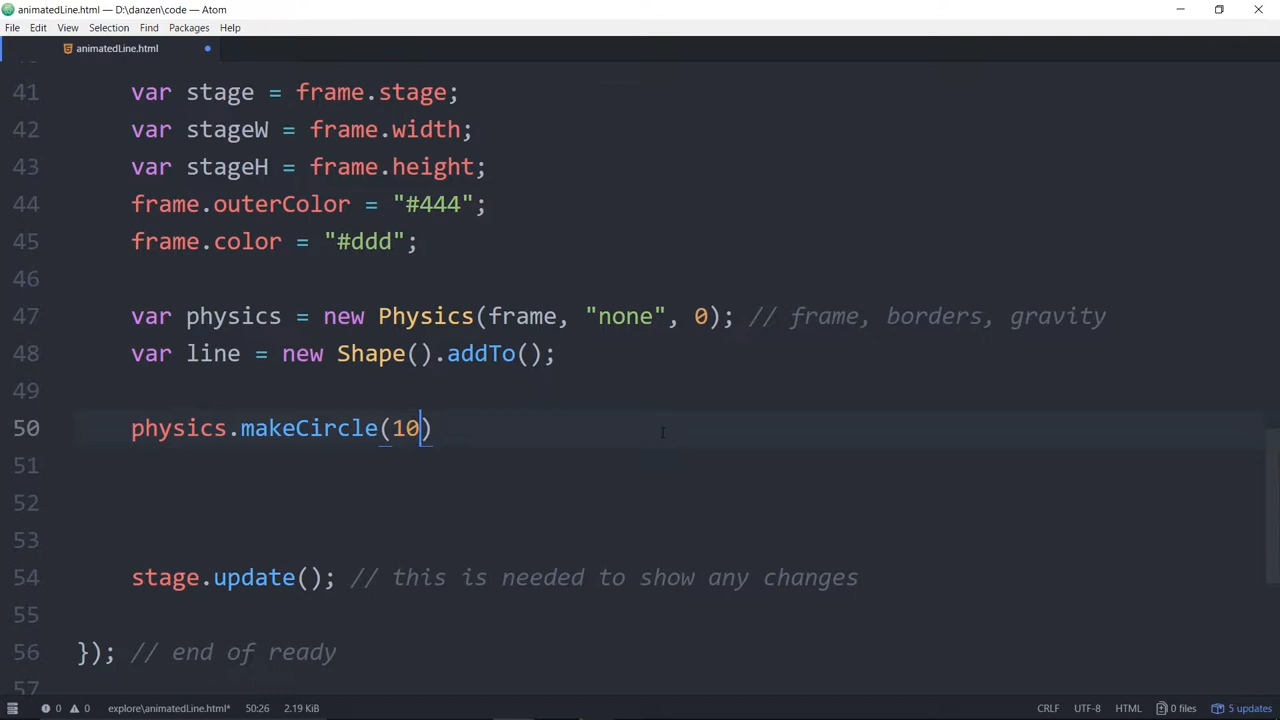 animatedLine.html — D:\danzen\code — Atom
File Edit View Selection Find Packages Help
animatedLine.html
41 var stage = frame.stage;
42 var stageW = frame.width;
43 var stageH = frame.height;
44 frame.outerColor = "#444";
45 frame.color = "#ddd";
46
47 var physics = new Physics(frame, "none", 0); // frame, borders, gravity
48 var line = new Shape().addTo();
49
50 physics.makeCircle(10)
51
52
53
54 stage.update(); // this is needed to show any changes
55
56 }); // end of ready
57
0 0 explore\animatedLine.html* 50:26 2.19 KiB CRLF UTF-8 HTML 0 files 5 updates